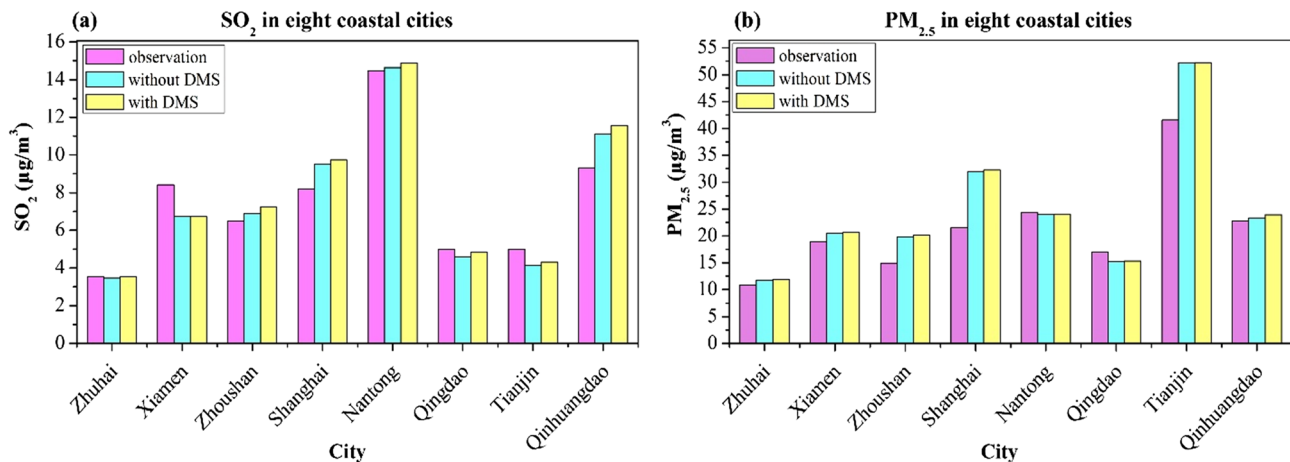 (a) SO₂ in eight coastal cities
16
14
12
10
8
6
4
2
0
SO₂ (μg/m³)
observation
without DMS
with DMS
Zhuhai
Xiamen
Zhoushan
Shanghai
Nantong
Qingdao
Tianjin
Qinhuangdao
City
(b) PM₂.₅ in eight coastal cities
55
50
45
40
35
30
25
20
15
10
5
0
PM₂.₅ (μg/m³)
observation
without DMS
with DMS
Zhuhai
Xiamen
Zhoushan
Shanghai
Nantong
Qingdao
Tianjin
Qinhuangdao
City